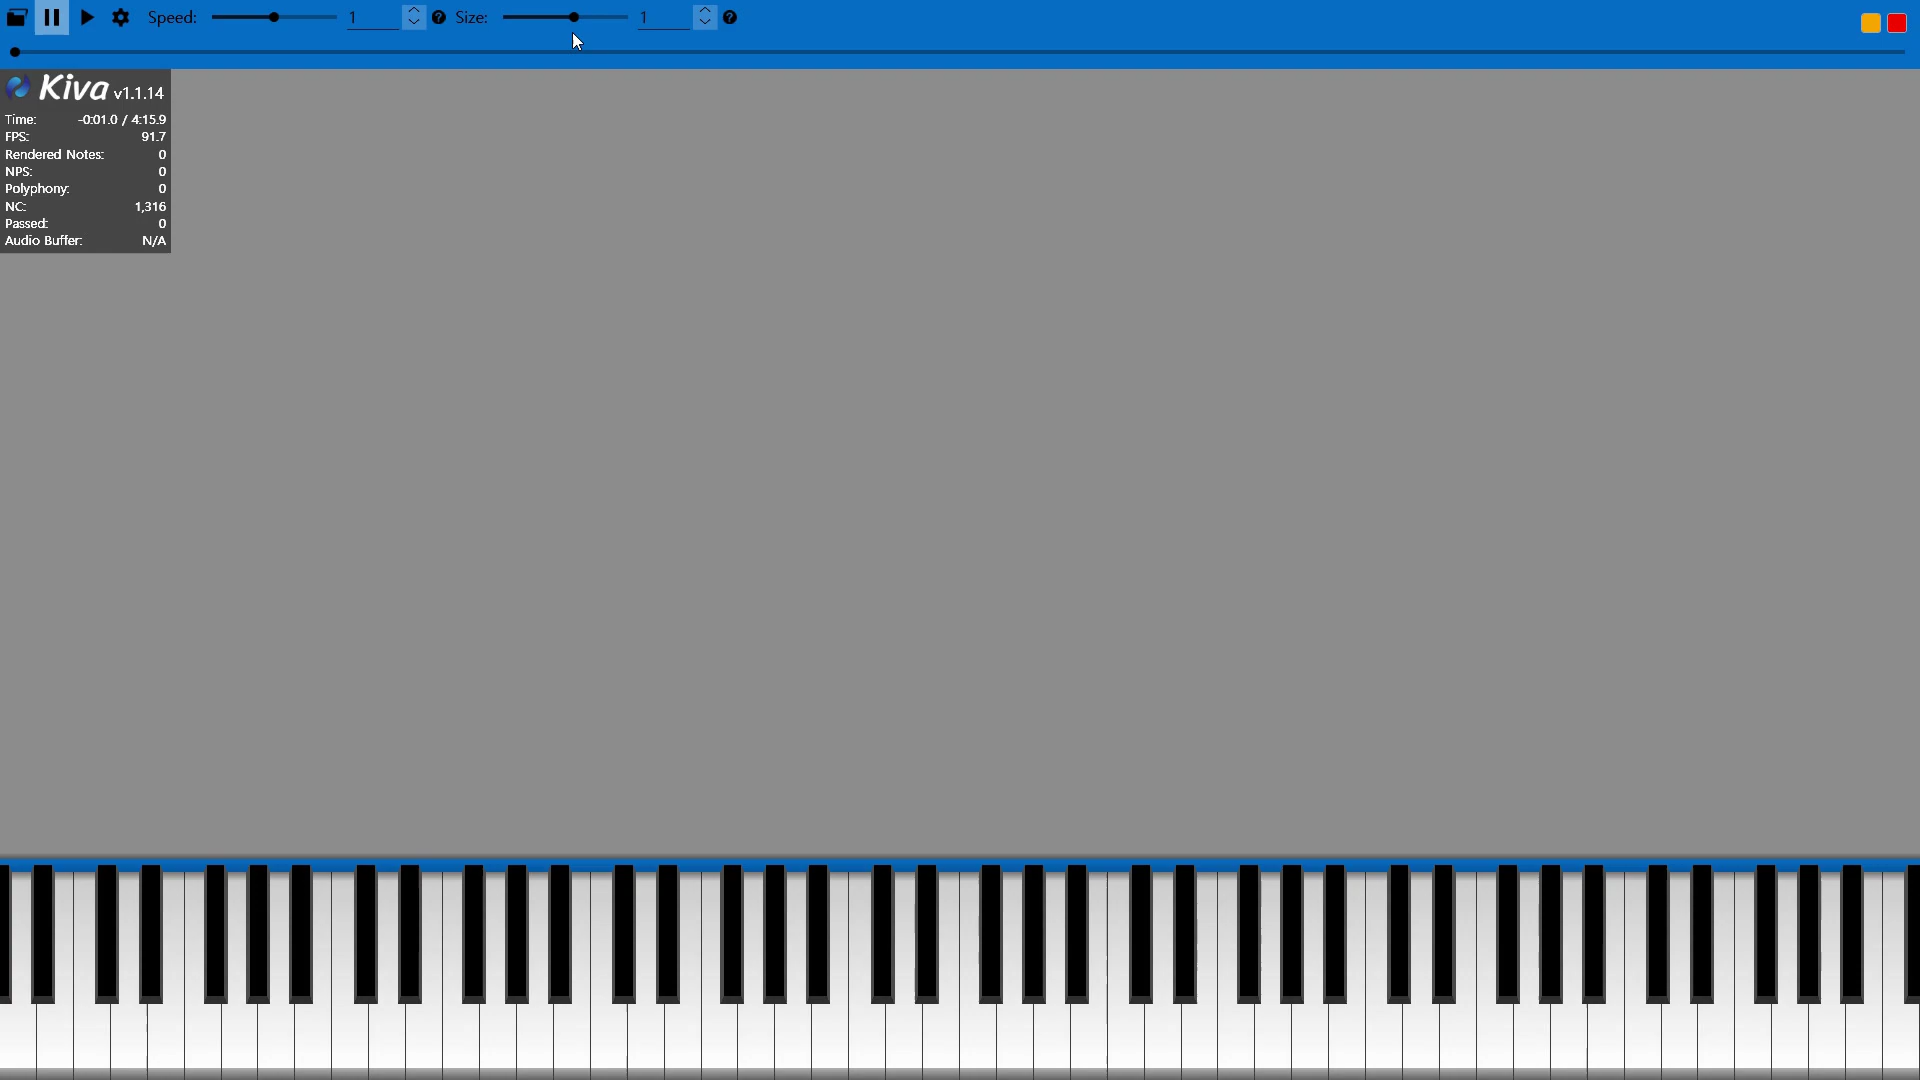 Speed: 1 Size: 1
Kiva v1.1.14
Time: -0:01.0 / 4:15.9
FPS: 91.7
Rendered Notes: 0
NPS: 0
Polyphony: 0
NC: 1,316
Passed: 0
Audio Buffer: N/A